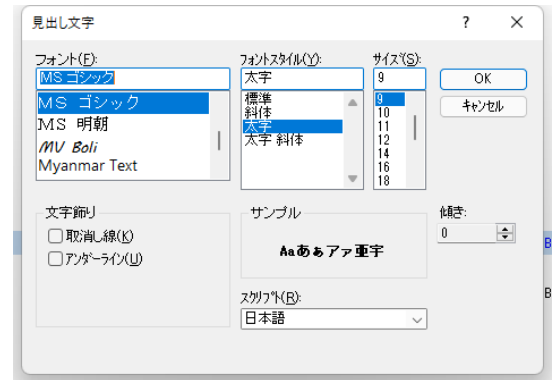 見出し文字
フォント(F):
MS ゴシック
MS ゴシック
MS 明朝
MV Boli
Myanmar Text
フォントスタイル(Y):
太字
標準
斜体
太字
太字 斜体
サイズ(S):
9
9
10
11
12
14
16
18
OK
キャンセル
文字飾り
取消し線(K)
アンダーライン(U)
サンプル
Aaあぁアァ亜宇
傾き:
0
スクリプト(R):
日本語
B
B